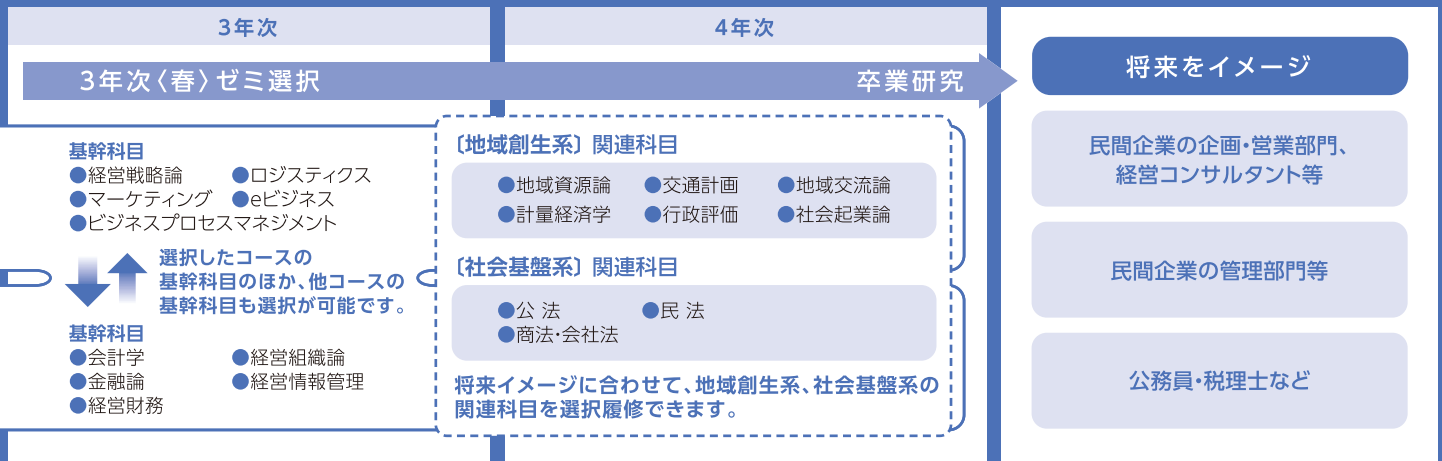 3年次
4年次
3年次〈春〉ゼミ選択
卒業研究
基幹科目
●経営戦略論 ●ロジスティクス
●マーケティング ●eビジネス
●ビジネスプロセスマネジメント
選択したコースの
基幹科目のほか、他コースの
基幹科目も選択が可能です。
基幹科目
●会計学 ●経営組織論
●金融論 ●経営情報管理
●経営財務
〔地域創生系〕関連科目
●地域資源論 ●交通計画 ●地域交流論
●計量経済学 ●行政評価 ●社会起業論
〔社会基盤系〕関連科目
●公 法 ●民 法
●商法・会社法
将来イメージに合わせて、地域創生系、社会基盤系の
関連科目を選択履修できます。
将来をイメージ
民間企業の企画・営業部門、
経営コンサルタント等
民間企業の管理部門等
公務員・税理士など